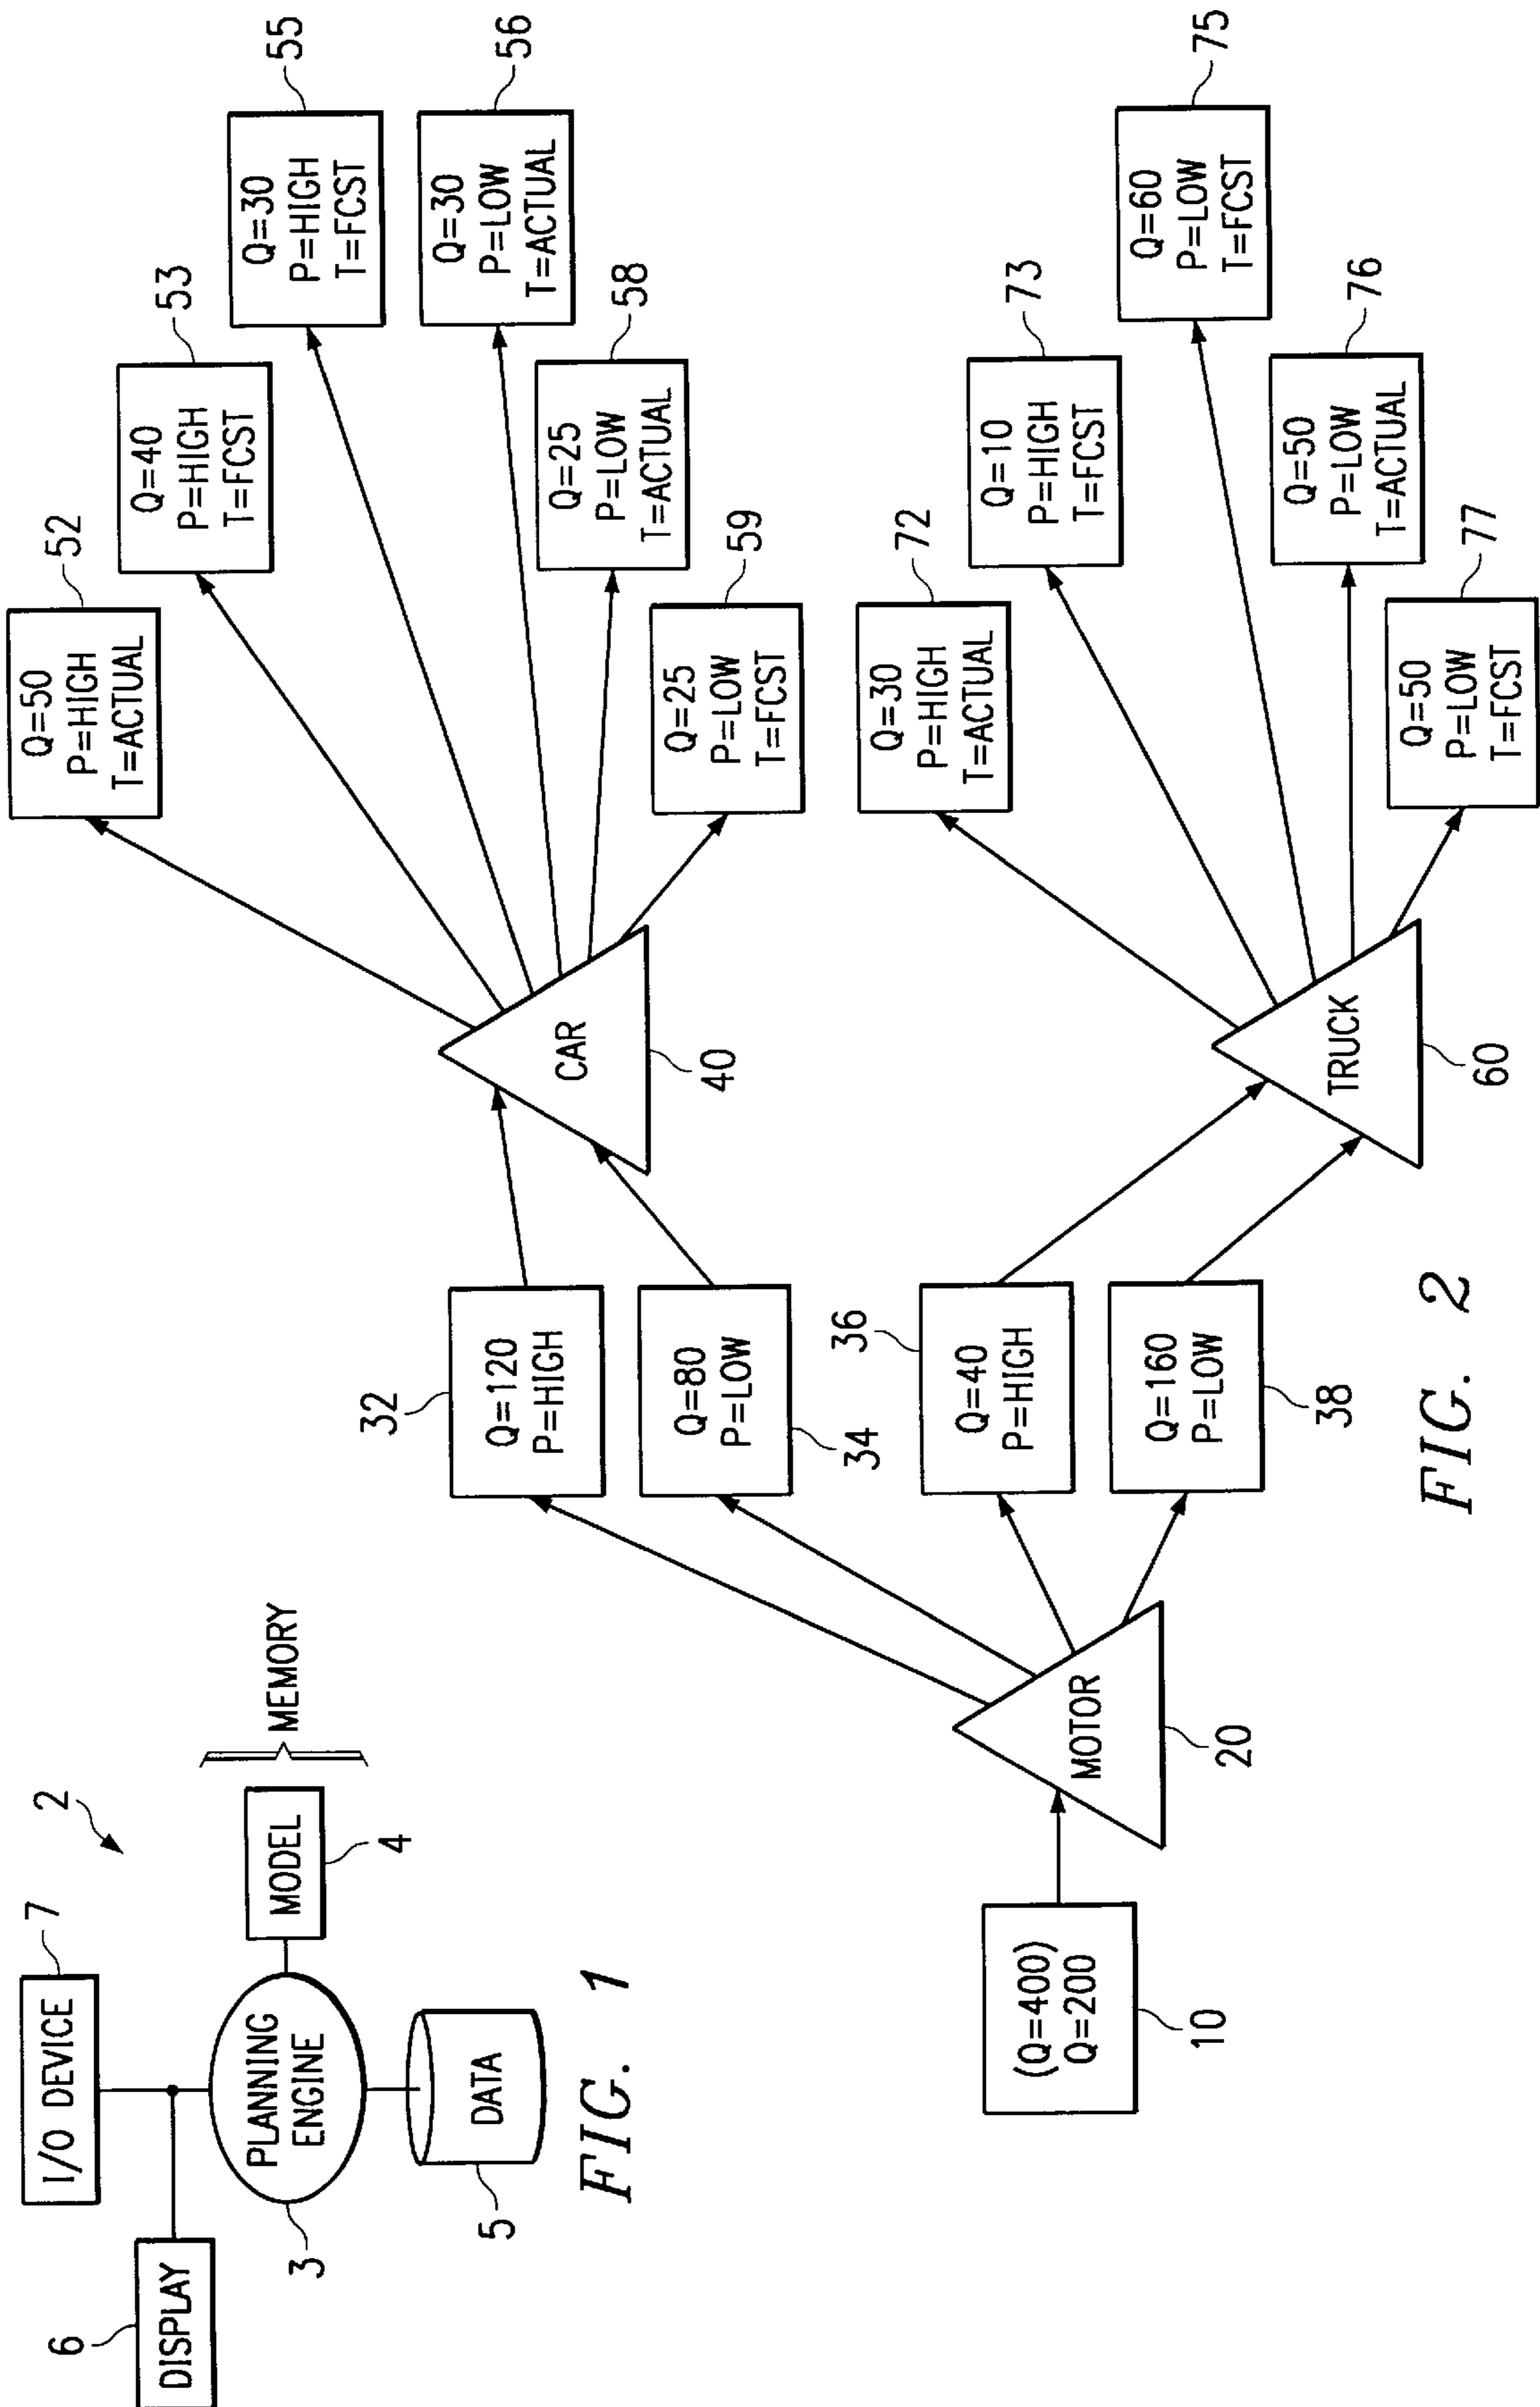 7
I/O DEVICE
2
6
DISPLAY
PLANNING
ENGINE
3
MODEL
4
MEMORY
5
DATA
FIG. 1
10
(Q=400)
Q=200
MOTOR
20
32
Q=120
P=HIGH
34
Q=80
P=LOW
36
Q=40
P=HIGH
38
Q=160
P=LOW
CAR
40
TRUCK
60
52
Q=50
P=HIGH
T=ACTUAL
53
Q=40
P=HIGH
T=FCST
55
Q=30
P=HIGH
T=FCST
56
Q=30
P=LOW
T=ACTUAL
58
Q=25
P=LOW
T=ACTUAL
59
Q=25
P=LOW
T=FCST
72
Q=30
P=HIGH
T=ACTUAL
73
Q=10
P=HIGH
T=FCST
75
Q=60
P=LOW
T=FCST
76
Q=50
P=LOW
T=ACTUAL
77
Q=50
P=LOW
T=FCST
FIG. 2